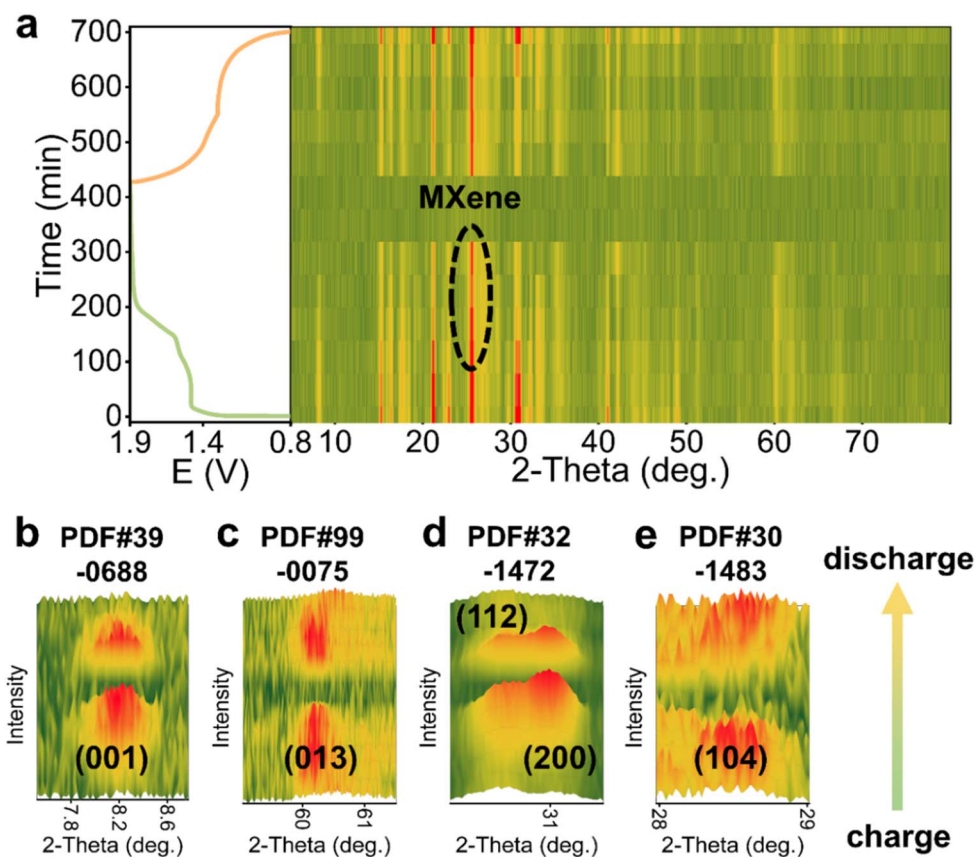 a
700
600
500
400
300
200
100
0
Time (min)
1.9 1.4 0.8
E (V)
10 20 30 40 50 60 70
2-Theta (deg.)
MXene
b PDF#39
-0688
(001)
Intensity
7.8 8.2 8.6
2-Theta (deg.)
c PDF#99
-0075
(013)
Intensity
60 61
2-Theta (deg.)
d PDF#32
-1472
(112)
(200)
Intensity
31
2-Theta (deg.)
e PDF#30
-1483
(104)
Intensity
28 29
2-Theta (deg.)
discharge
charge